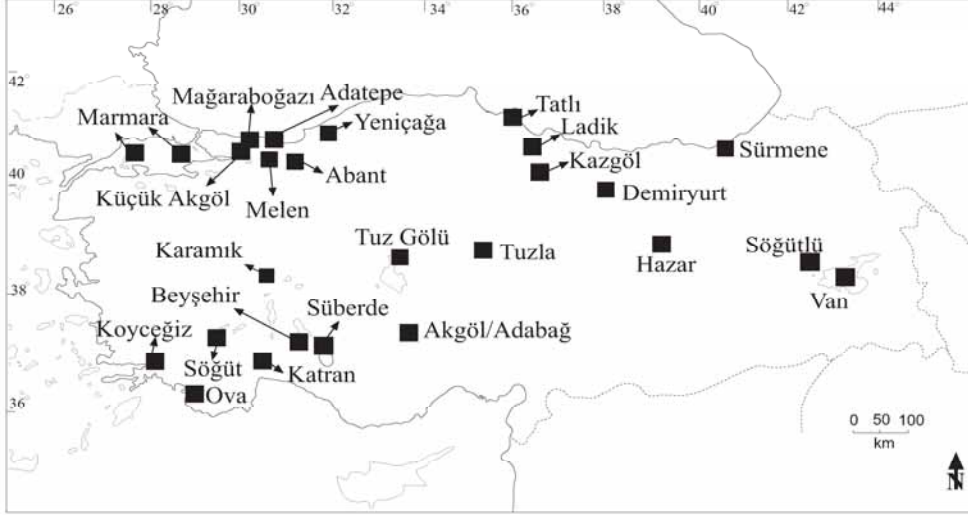 26° 28° 30° 32° 34° 36° 38° 40° 42° 44°
42°
40°
38°
36°
Mağaraboğazı
Adatepe
Marmara
Yeniçağa
Tatlı
Ladik
Kazgöl
Sürmene
Abant
Küçük Akgöl
Melen
Demiryurt
Karamık
Tuz Gölü
Tuzla
Hazar
Söğütlü
Van
Beyşehir
Süberde
Koyceğiz
Akgöl/Adabağ
Söğüt
Katran
Ova
0 50 100
km
N